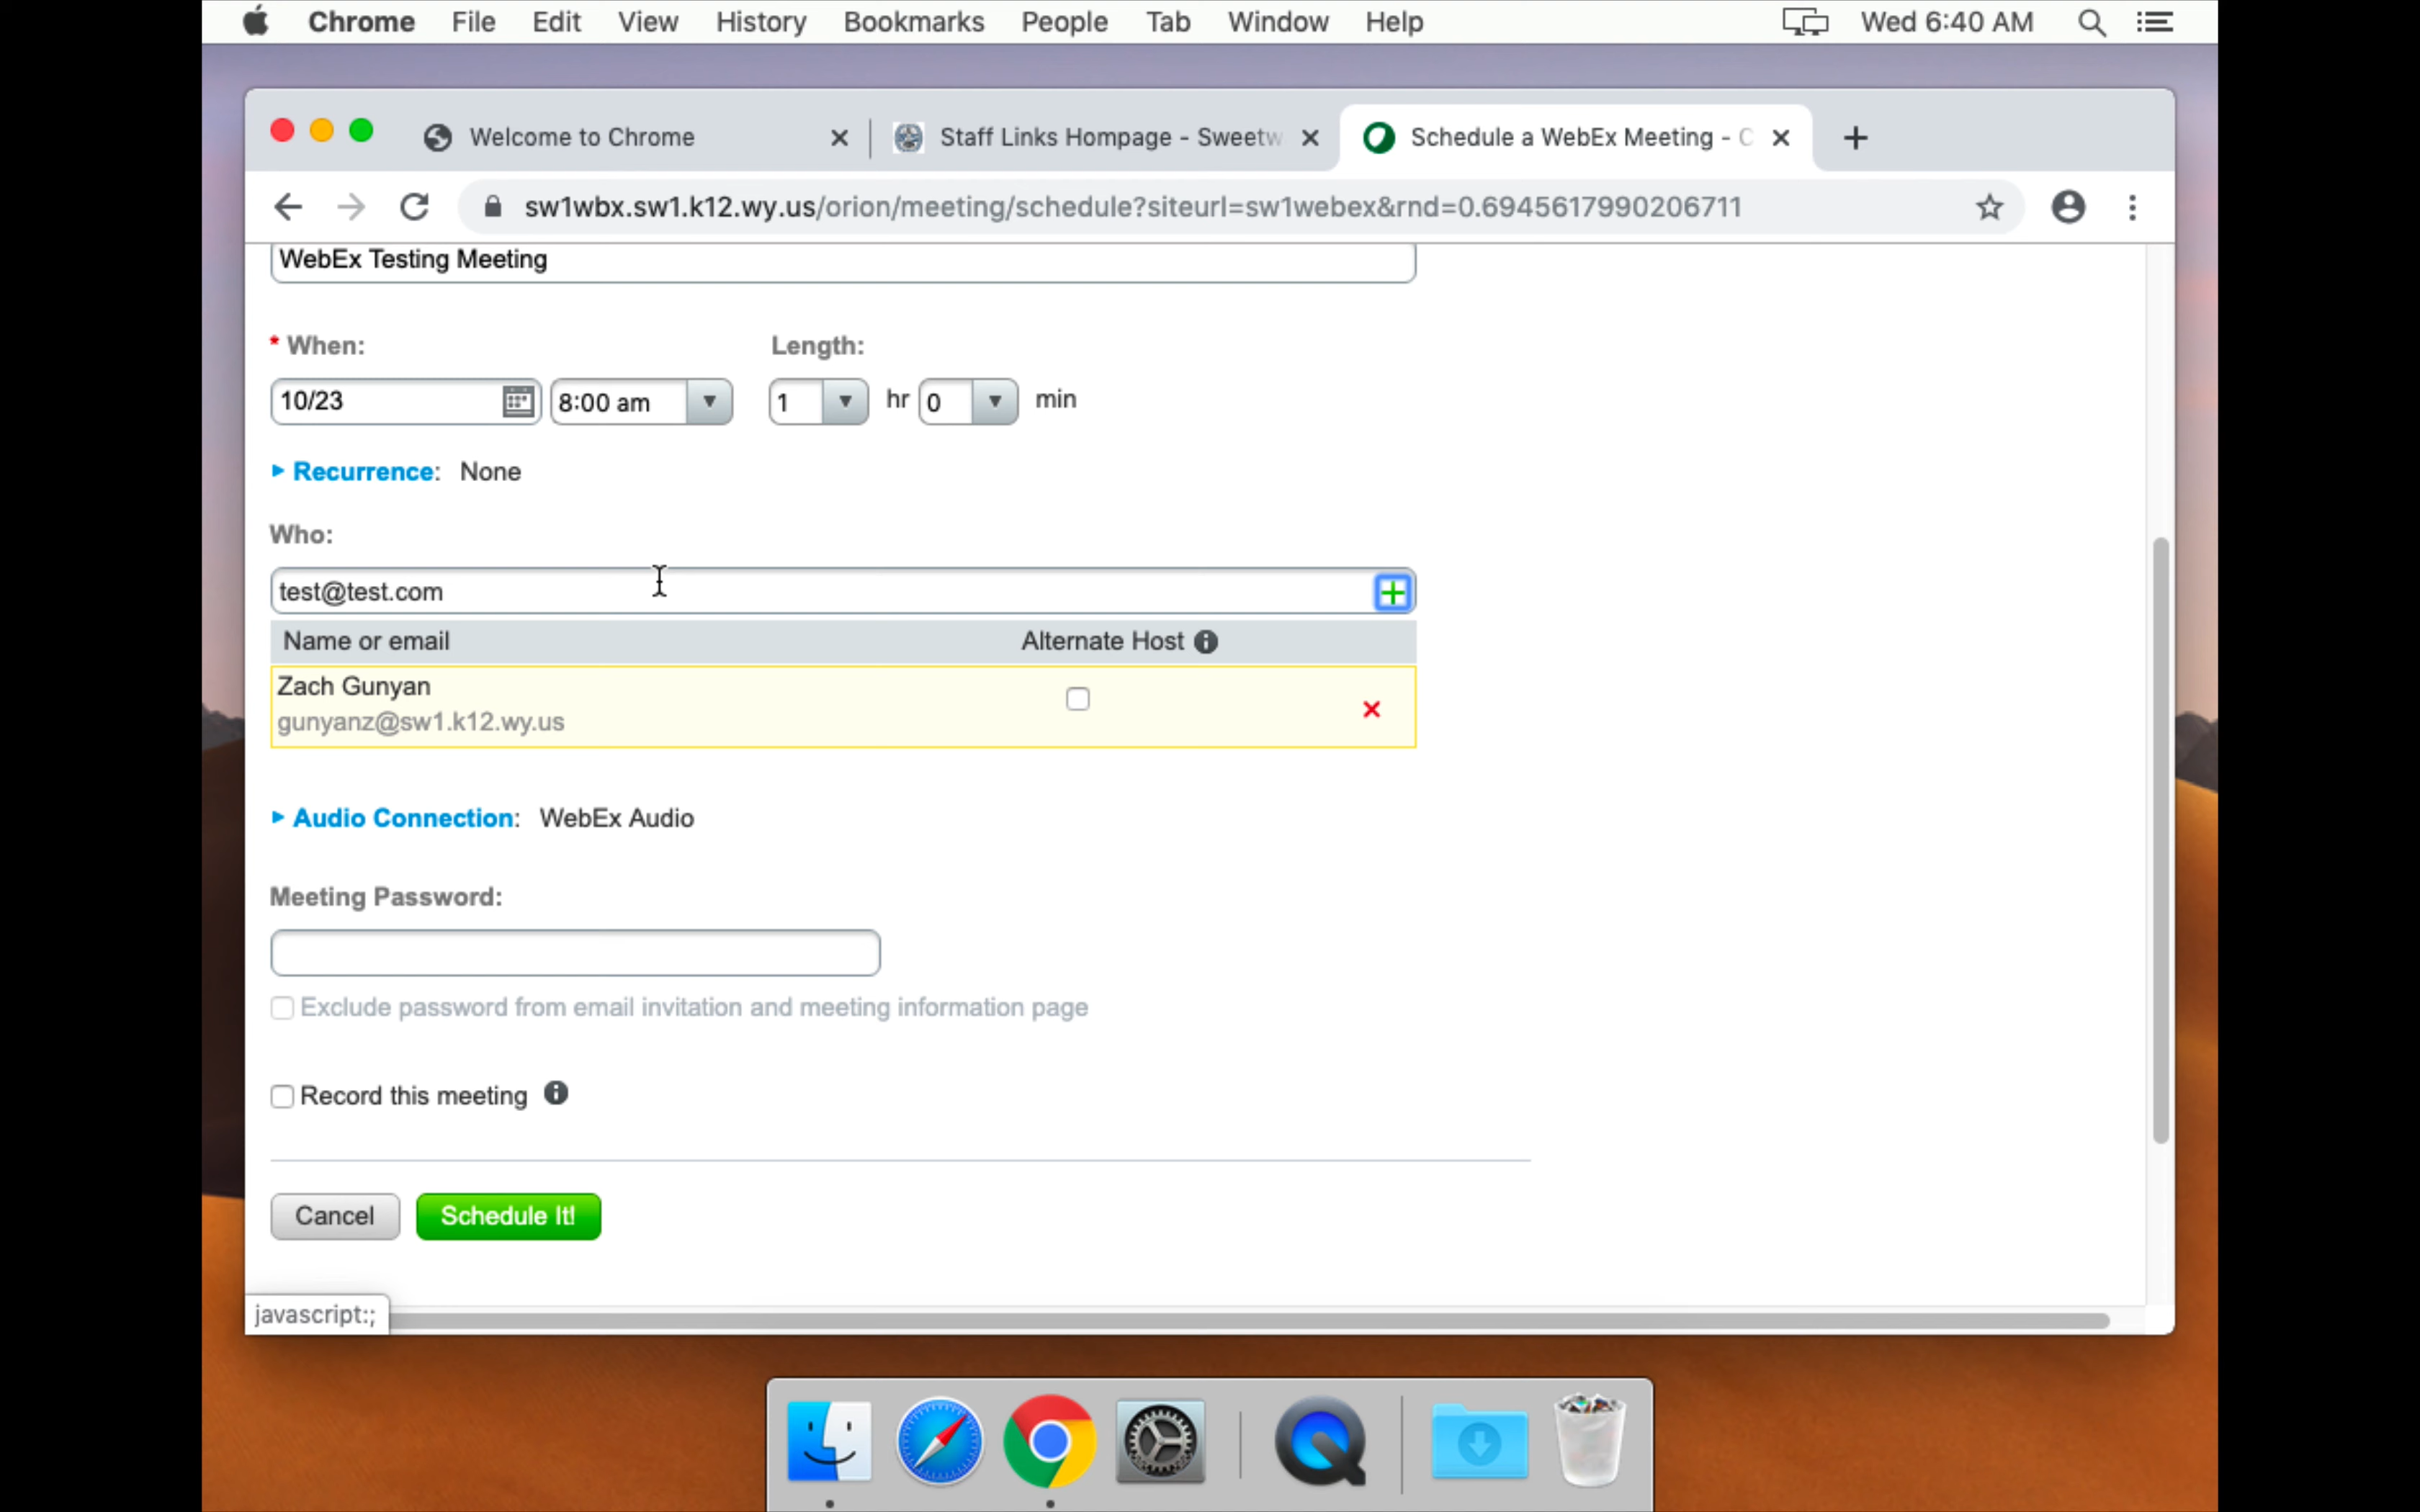 Chrome File Edit View History Bookmarks People Tab Window Help Wed 6:40 AM
Welcome to Chrome Staff Links Hompage - Sweetw Schedule a WebEx Meeting - C
sw1wbx.sw1.k12.wy.us/orion/meeting/schedule?siteurl=sw1webex&rnd=0.6945617990206711
WebEx Testing Meeting
* When: Length:
10/23 8:00 am 1 hr 0 min
Recurrence: None
Who:
test@test.com
Name or email Alternate Host
Zach Gunyan
gunyanz@sw1.k12.wy.us
Audio Connection: WebEx Audio
Meeting Password:
Exclude password from email invitation and meeting information page
Record this meeting
Cancel Schedule It!
javascript:;